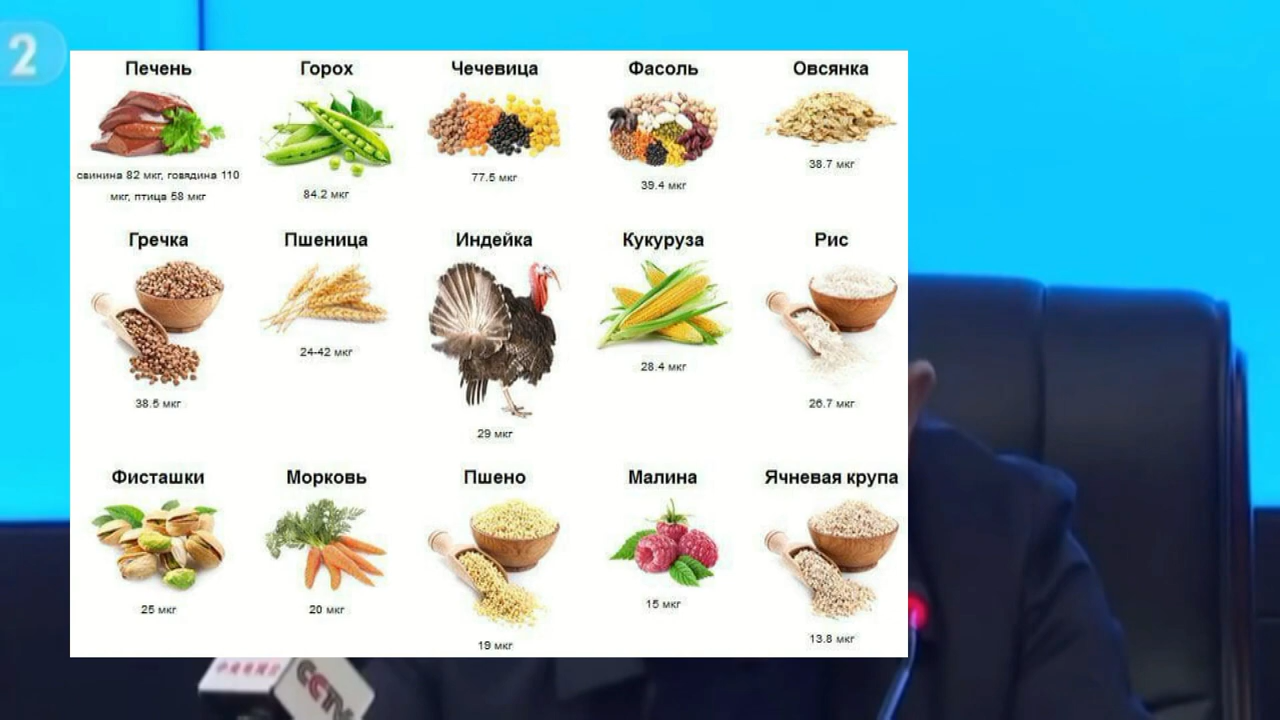 2
Печень
Горох
Чечевица
Фасоль
Овсянка
свинина 82 мкг, говядина 110
мкг, птица 58 мкг
84.2 мкг
77.5 мкг
39.4 мкг
38.7 мкг
Гречка
Пшеница
Индейка
Кукуруза
Рис
38.5 мкг
24-42 мкг
29 мкг
28.4 мкг
26.7 мкг
Фисташки
Морковь
Пшено
Малина
Ячневая крупа
25 мкг
20 мкг
19 мкг
15 мкг
13.8 мкг
CCTV